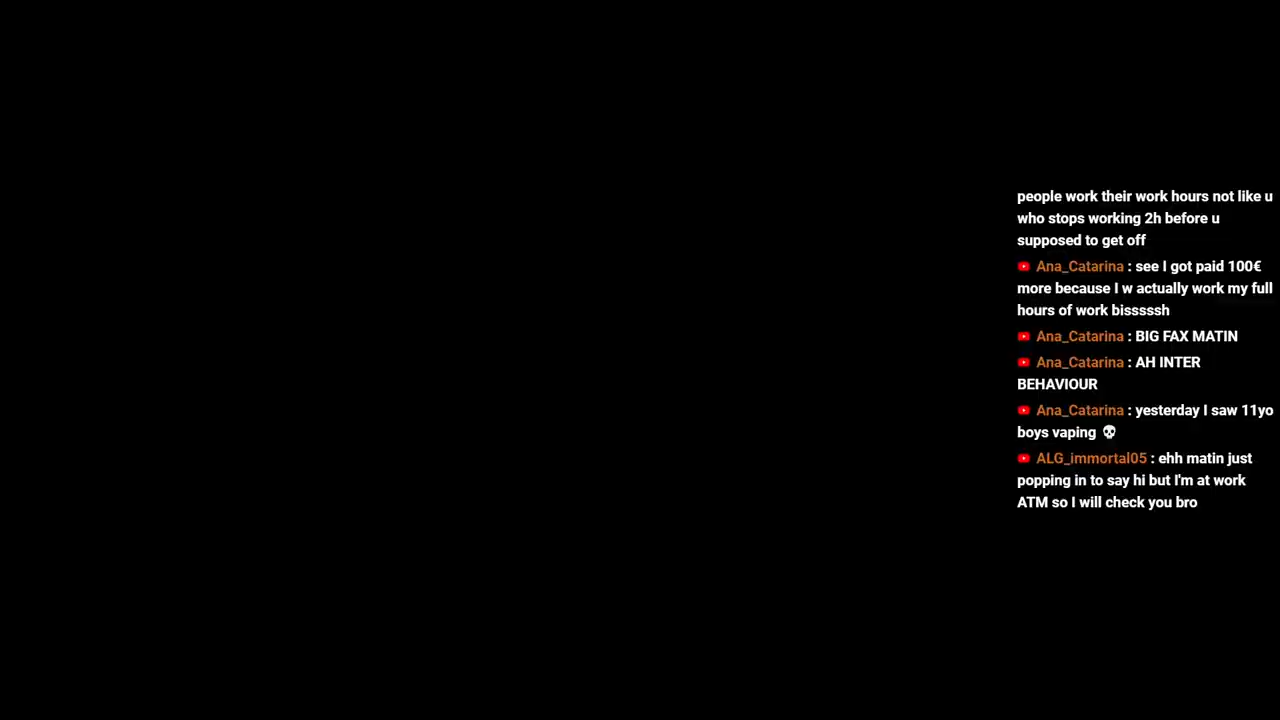 people work their work hours not like u
who stops working 2h before u
supposed to get off
Ana_Catarina : see I got paid 100€
more because I w actually work my full
hours of work bisssssh
Ana_Catarina : BIG FAX MATIN
Ana_Catarina : AH INTER
BEHAVIOUR
Ana_Catarina : yesterday I saw 11yo
boys vaping 💀
ALG_immortal05 : ehh matin just
popping in to say hi but I'm at work
ATM so I will check you bro